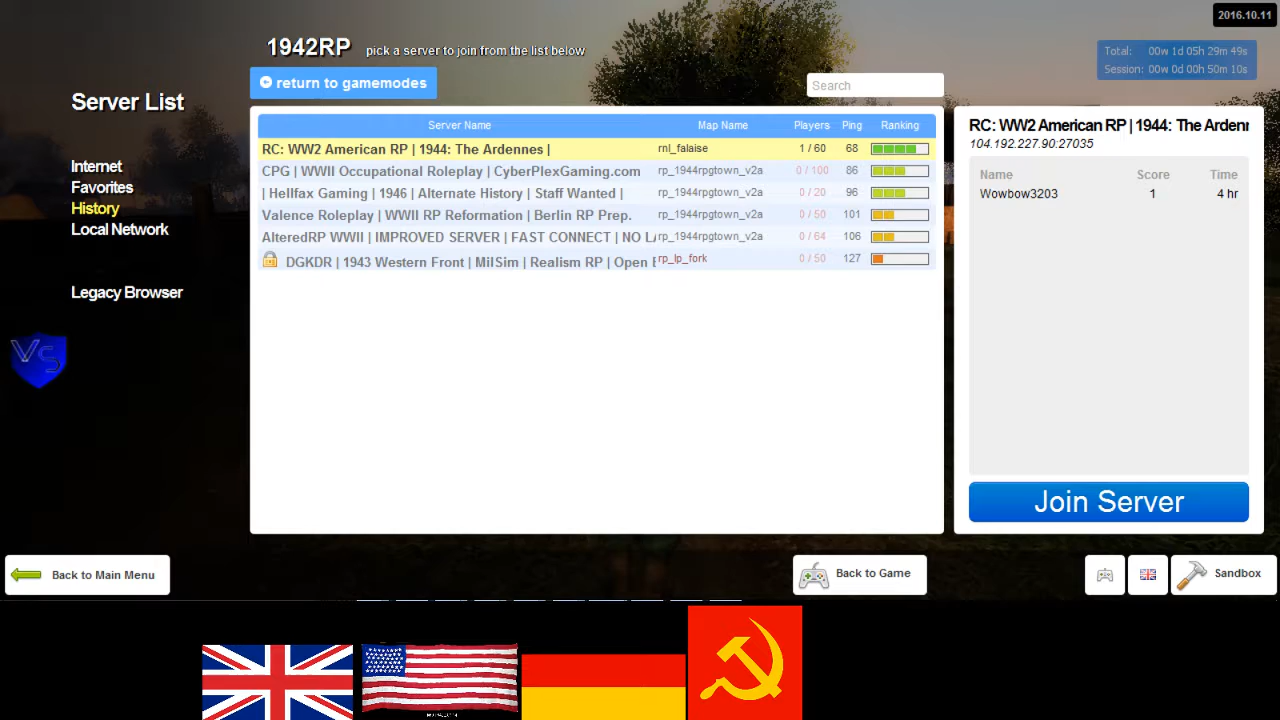 2016.10.11
1942RP pick a server to join from the list below
Total: 00w 1d 05h 29m 49s
Session: 00w 0d 00h 50m 10s
return to gamemodes
Search
Server List
Internet
Favorites
History
Local Network
Legacy Browser
VS
Server Name Map Name Players Ping Ranking
RC: WW2 American RP | 1944: The Ardennes | rnl_falaise 1 / 60 68
CPG | WWII Occupational Roleplay | CyberPlexGaming.com rp_1944rpgtown_v2a 0 / 100 86
| Hellfax Gaming | 1946 | Alternate History | Staff Wanted | rp_1944rpgtown_v2a 0 / 20 96
Valence Roleplay | WWII RP Reformation | Berlin RP Prep. rp_1944rpgtown_v2a 0 / 50 101
AlteredRP WWII | IMPROVED SERVER | FAST CONNECT | NO LA rp_1944rpgtown_v2a 0 / 64 106
DGKDR | 1943 Western Front | MilSim | Realism RP | Open rp_lp_fork 0 / 50 127
RC: WW2 American RP | 1944: The Ardenn
104.192.227.90:27035
Name Score Time
Wowbow3203 1 4 hr
Join Server
Back to Main Menu
Back to Game
Sandbox